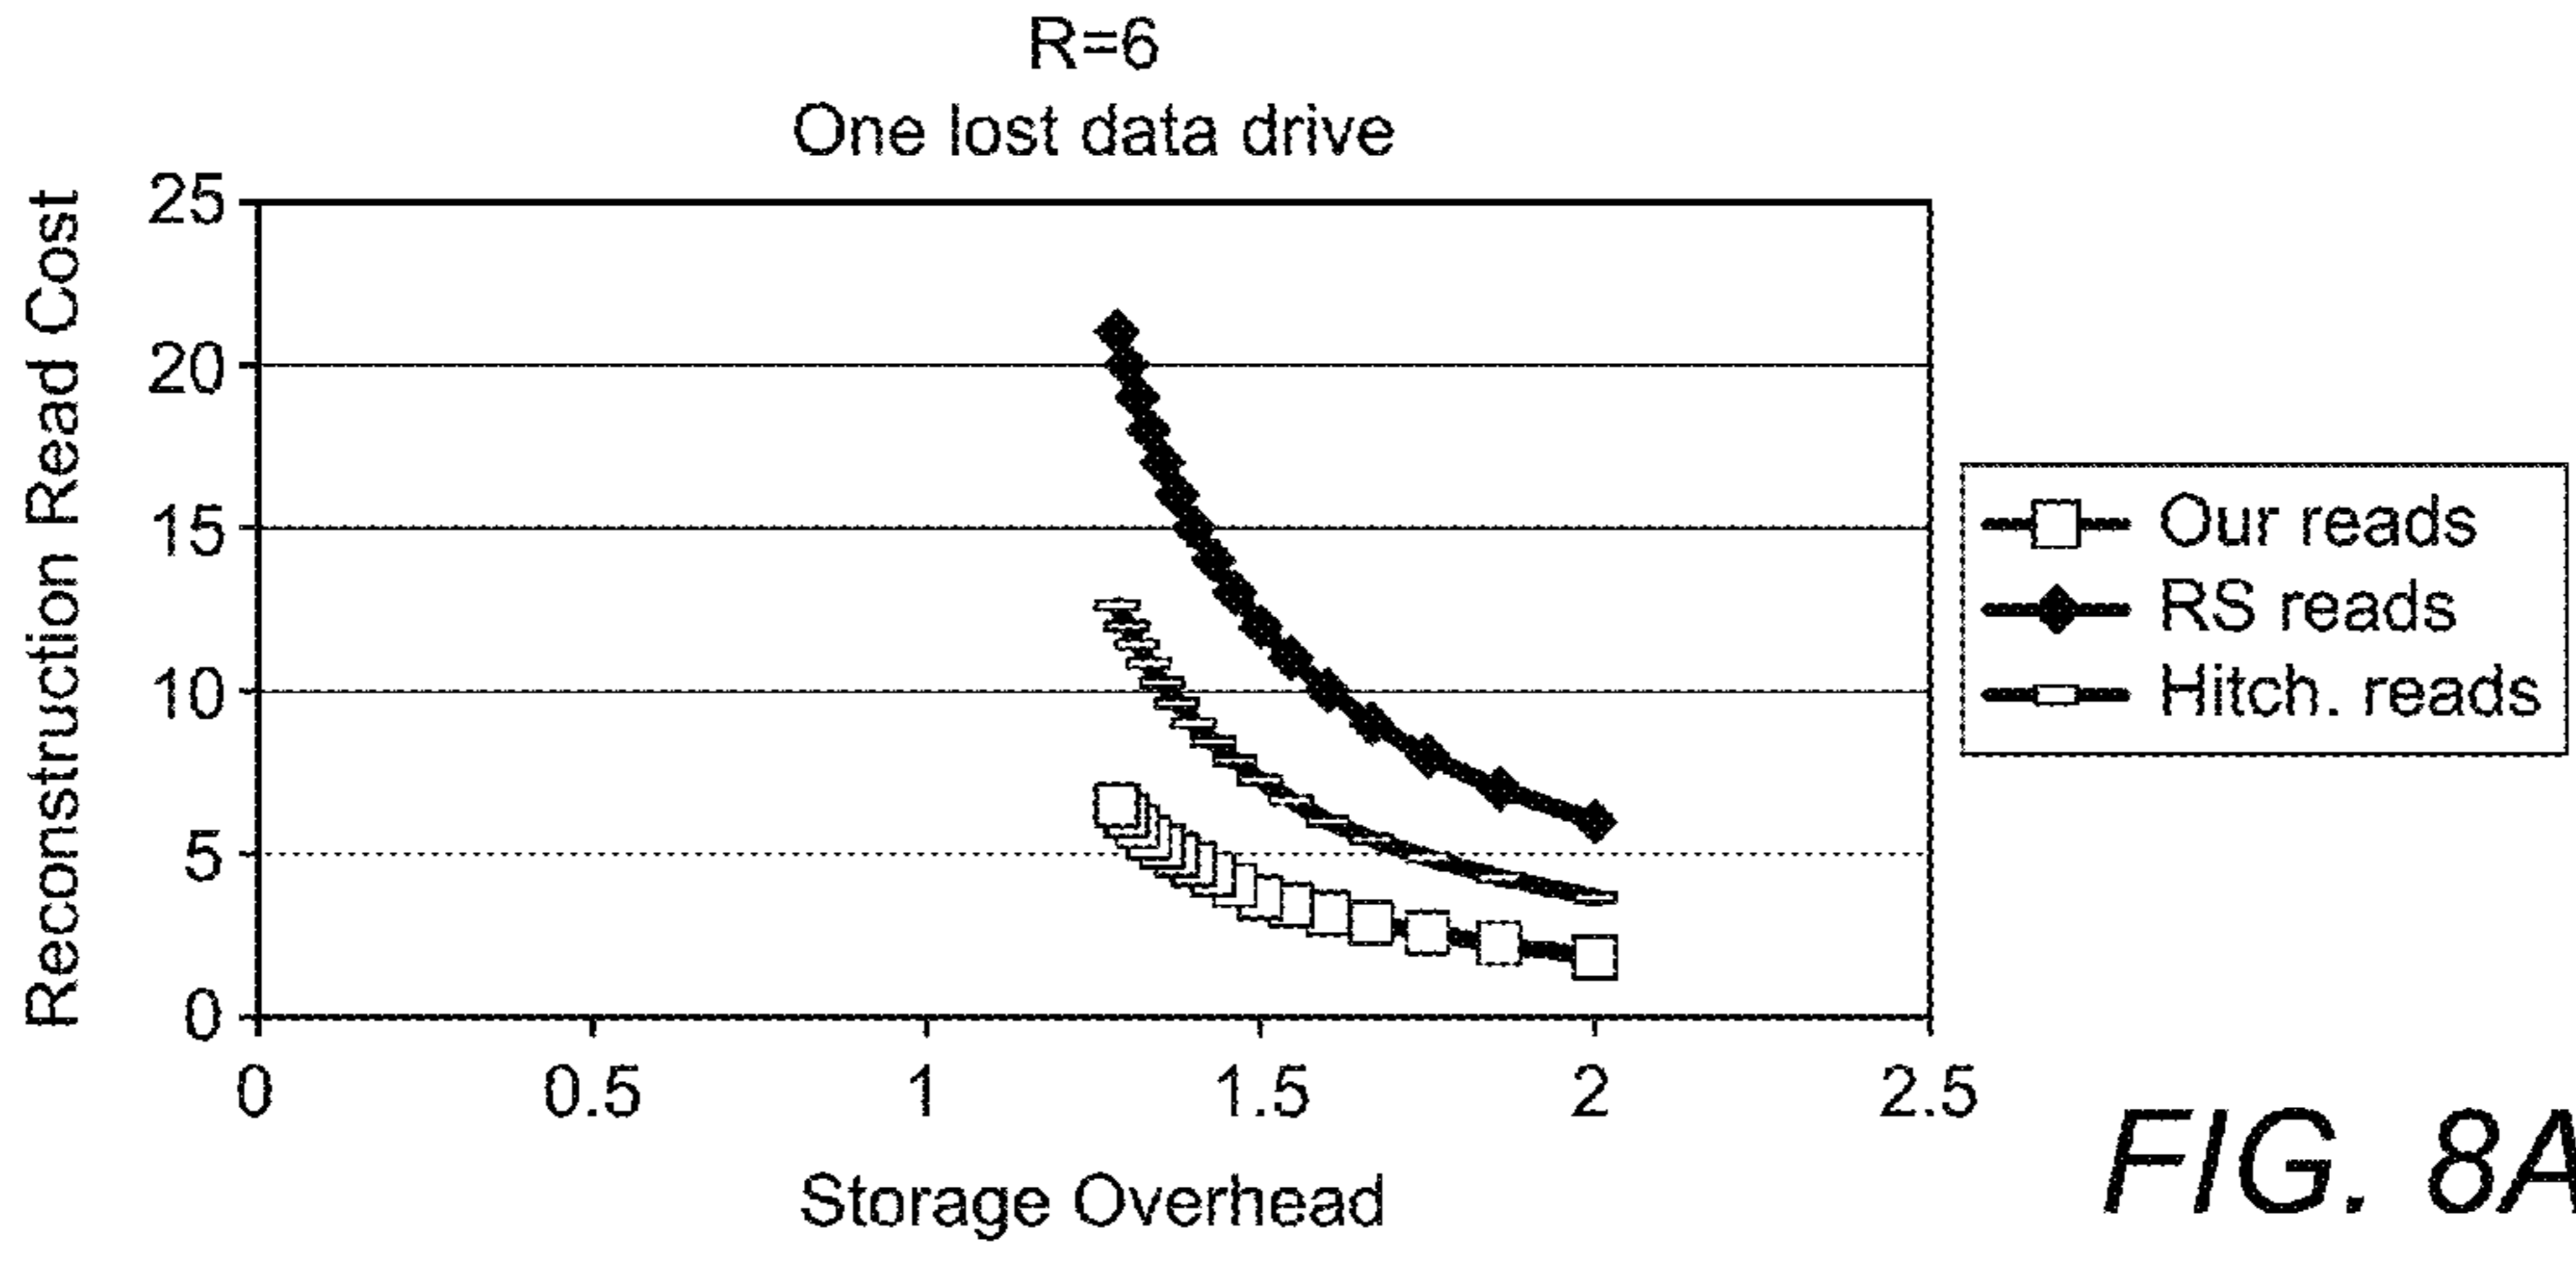 R=6
One lost data drive
Reconstruction Read Cost
25
20
15
10
5
0
0 0.5 1 1.5 2 2.5
Storage Overhead
Our reads
RS reads
Hitch. reads
FIG. 8A